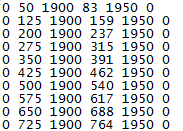 0 50 1900 83 1950 0
0 125 1900 159 1950 0
0 200 1900 237 1950 0
0 275 1900 315 1950 0
0 350 1900 391 1950 0
0 425 1900 462 1950 0
0 500 1900 540 1950 0
0 575 1900 617 1950 0
0 650 1900 688 1950 0
0 725 1900 764 1950 0